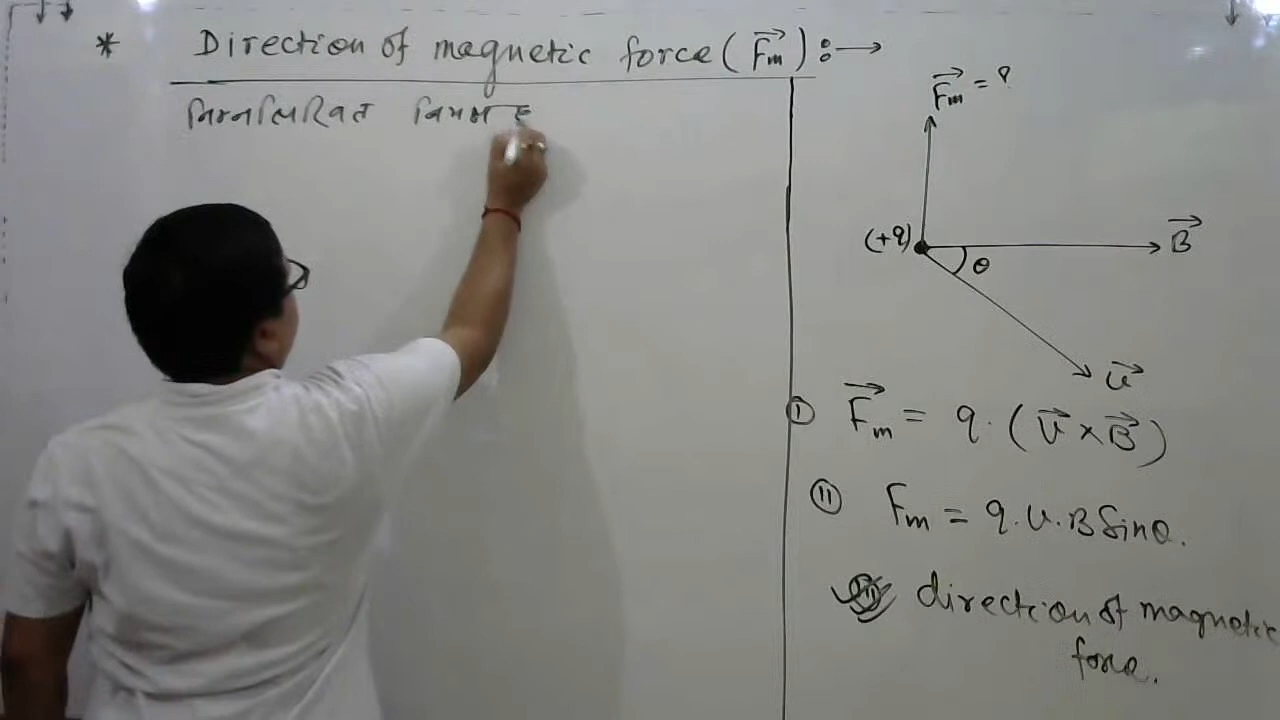 * Direction of magnetic force (F⃗m) :→
निम्नलिखित नियम है
F⃗m = ?
(+q)
B⃗
θ
v⃗
(I) F⃗m = q. (v⃗ × B⃗)
(II) Fm = q. v. B Sinθ.
(III) direction of magnetic
force.